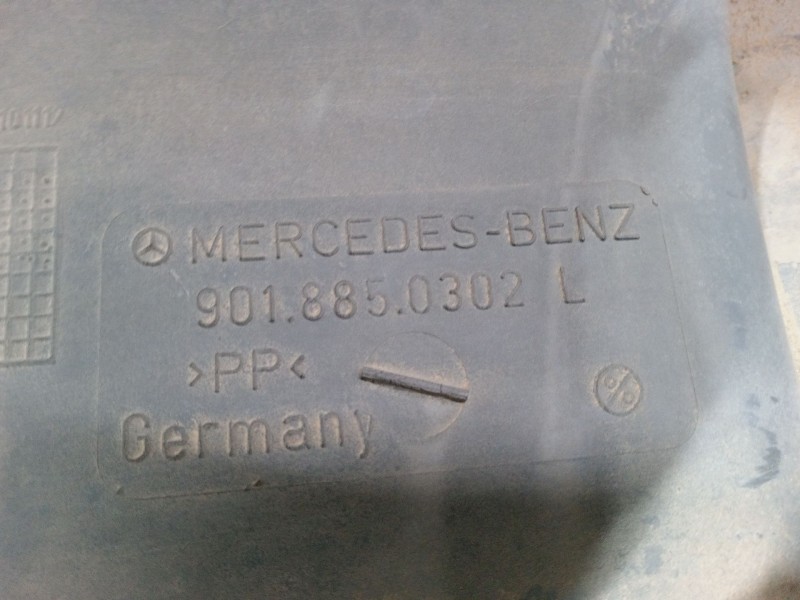 MERCEDES-BENZ
901.885.0302 L
>PP<
Germany
%